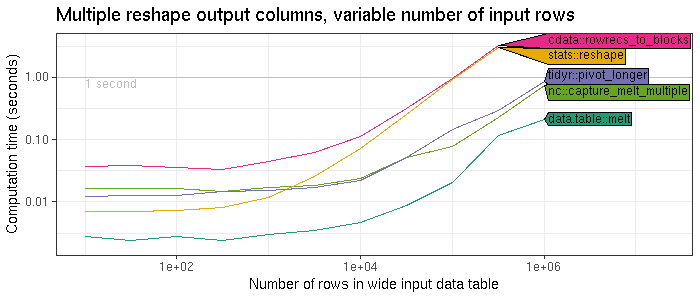 Multiple reshape output columns, variable number of input rows
Computation time (seconds)
1.00
0.10
0.01
1 second
cdata::rowrecs_to_blocks
stats::reshape
tidyr::pivot_longer
nc::capture_melt_multiple
data.table::melt
1e+02
1e+04
1e+06
Number of rows in wide input data table